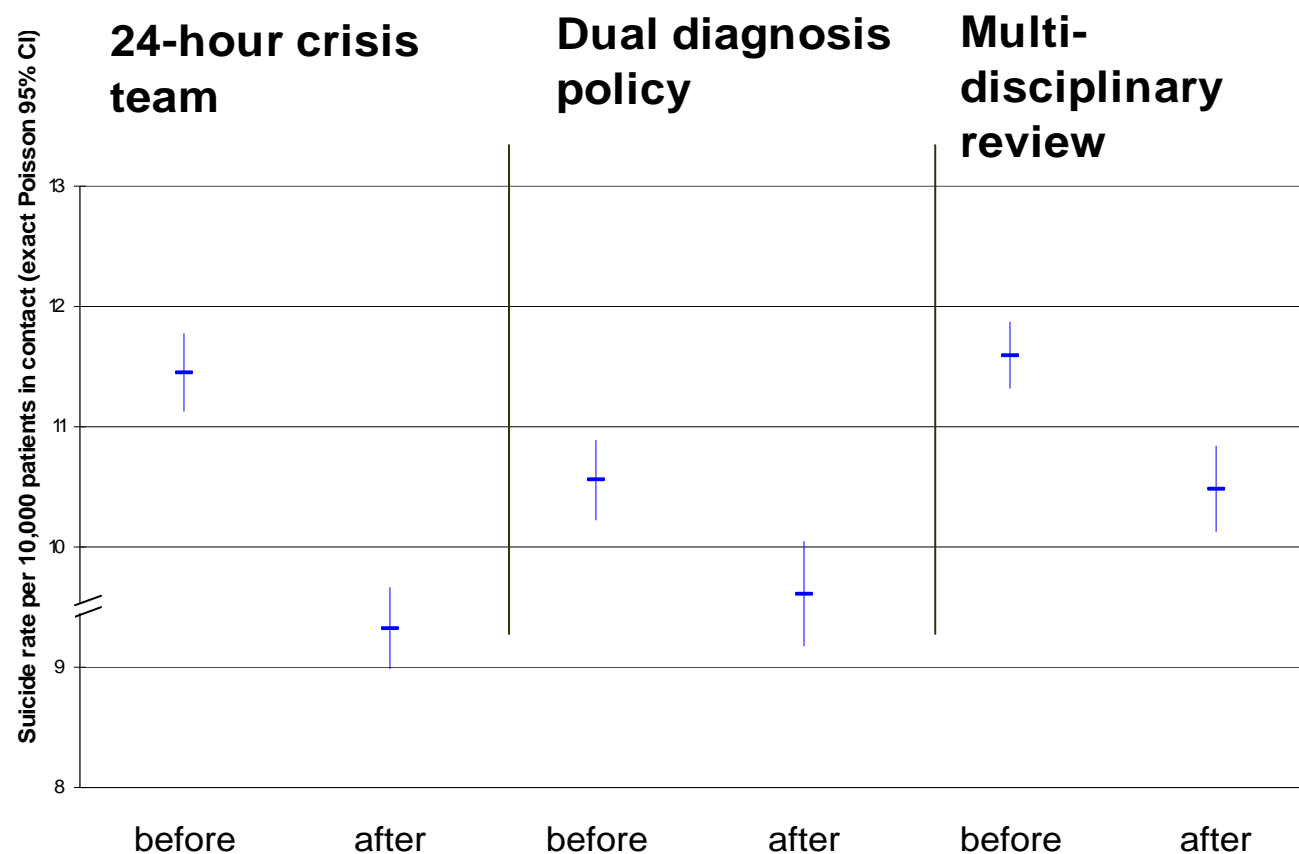 24-hour crisis
team
Dual diagnosis
policy
Multi-
disciplinary
review
Suicide rate per 10,000 patients in contact (exact Poisson 95% CI)
13
12
11
10
9
8
before
after
before
after
before
after